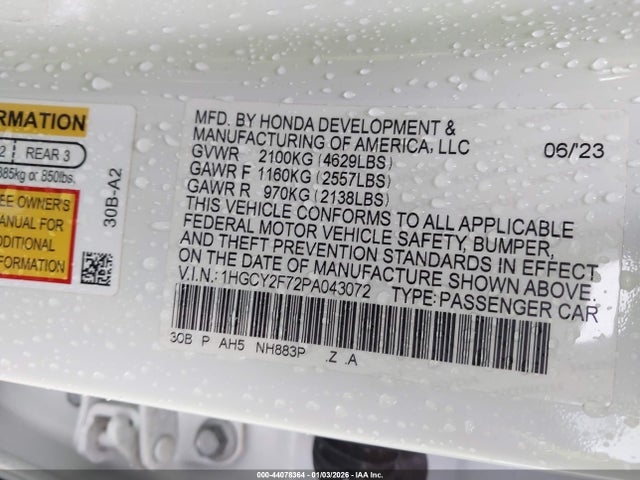 ORMATION
2 REAR 3
385kg or 850lbs.
EE OWNER'S
MANUAL FOR
DDITIONAL
FORMATION
30B-A2
MFD. BY HONDA DEVELOPMENT &
MANUFACTURING OF AMERICA, LLC
GVWR 2100KG (4629LBS) 06/23
GAWR F 1160KG (2557LBS)
GAWR R 970KG (2138LBS)
THIS VEHICLE CONFORMS TO ALL APPLICABLE
FEDERAL MOTOR VEHICLE SAFETY, BUMPER,
AND THEFT PREVENTION STANDARDS IN EFFECT
ON THE DATE OF MANUFACTURE SHOWN ABOVE.
V.I.N.: 1HGCY2F72PA043072 TYPE: PASSENGER CAR
30B P AH5 NH883P .Z .A
000-44078364 - 01/03/2026 - IAA Inc.